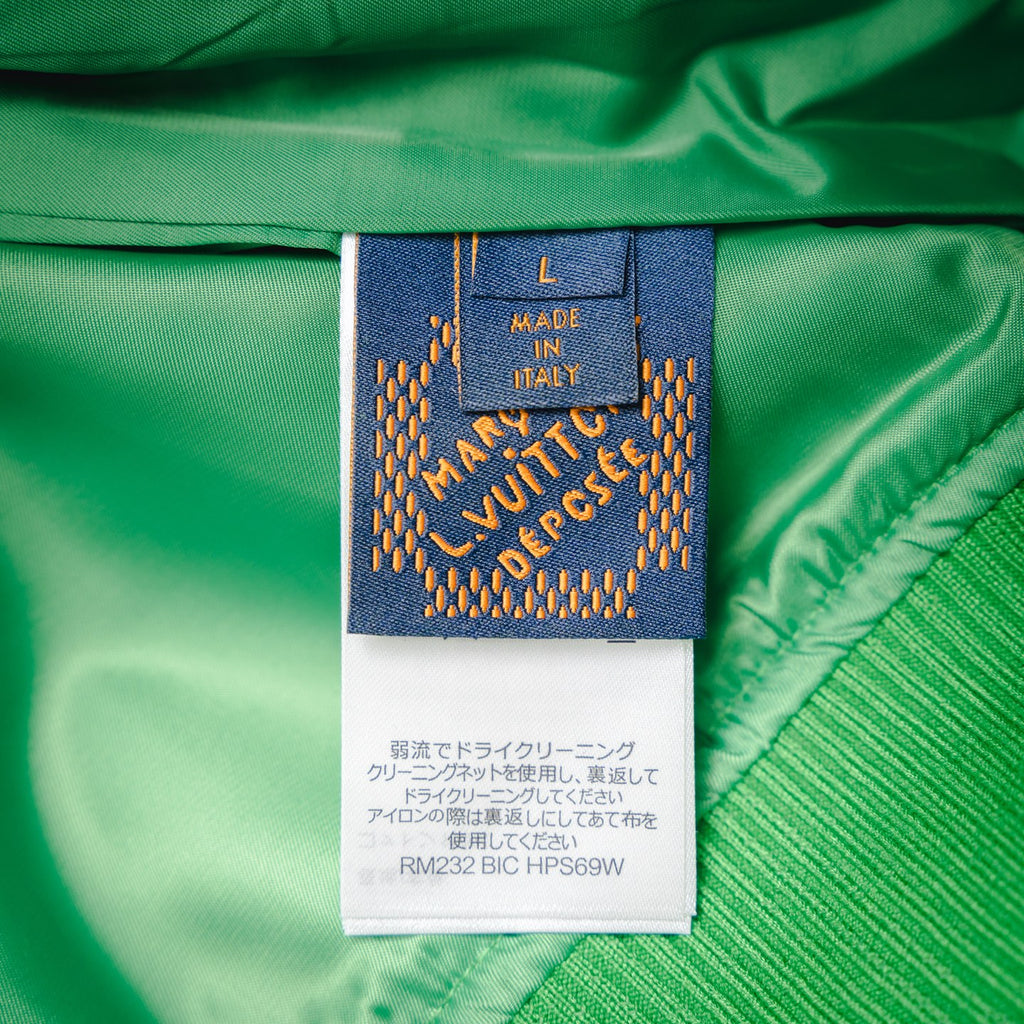 L
MADE
IN
ITALY
MARQ
L.VUiTTO
DÉPOSÉE
弱流でドライクリーニング
クリーニングネットを使用し、裏返して
ドライクリーニングしてください
アイロンの際は裏返しにしてあて布を
使用してください
RM232 BIC HPS69W